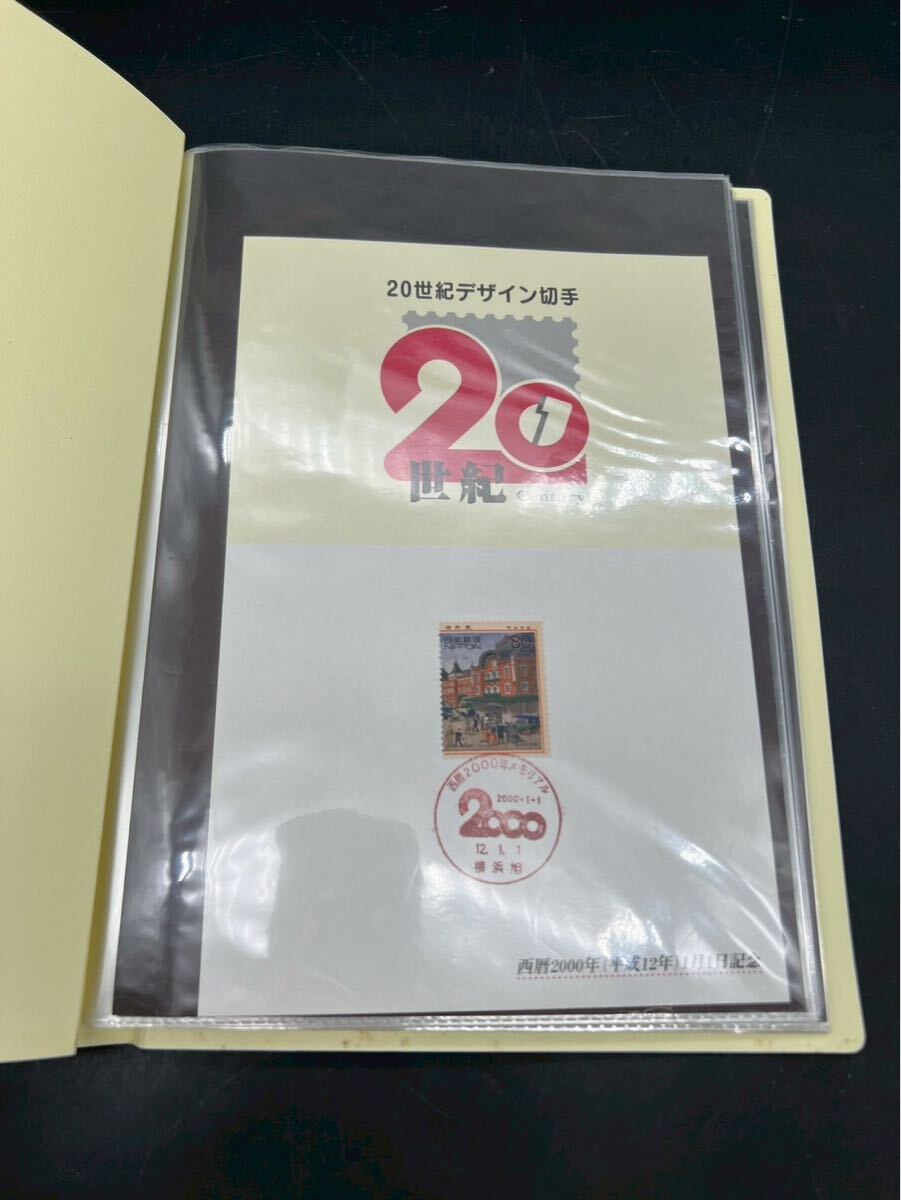 20世紀デザイン切手
20
世紀 Century
日本郵便 80
NIPPON
西暦2000年メモリアル
2000・1・1
2000
12.1.1
横浜旭
西暦2000年(平成12年)1月1日記念